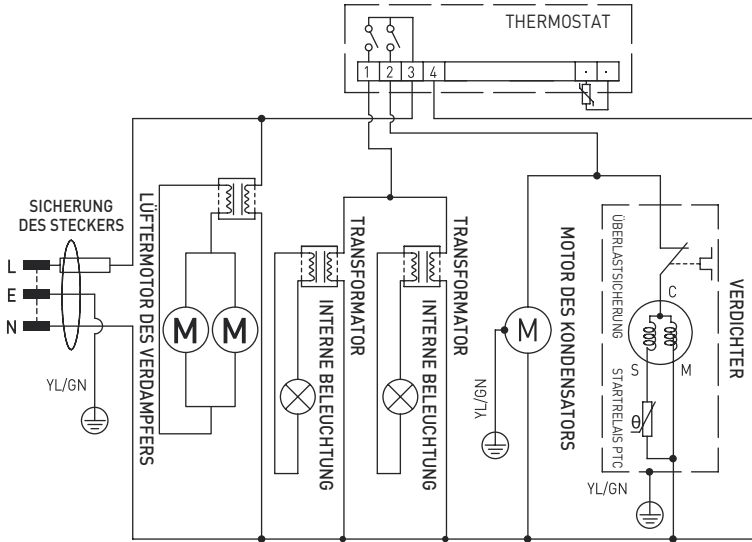 THERMOSTAT
1 2 3 4 · ·
SICHERUNG
DES STECKERS
L
E
N
YL/GN
LÜFTERMOTOR DES VERDAMPFERS
M M
TRANSFORMATOR
INTERNE BELEUCHTUNG
TRANSFORMATOR
INTERNE BELEUCHTUNG
M
YL/GN
MOTOR DES KONDENSATORS
ÜBERLASTSICHERUNG
C
S M
STARTRELAIS PTC
θ
VERDICHTER
YL/GN